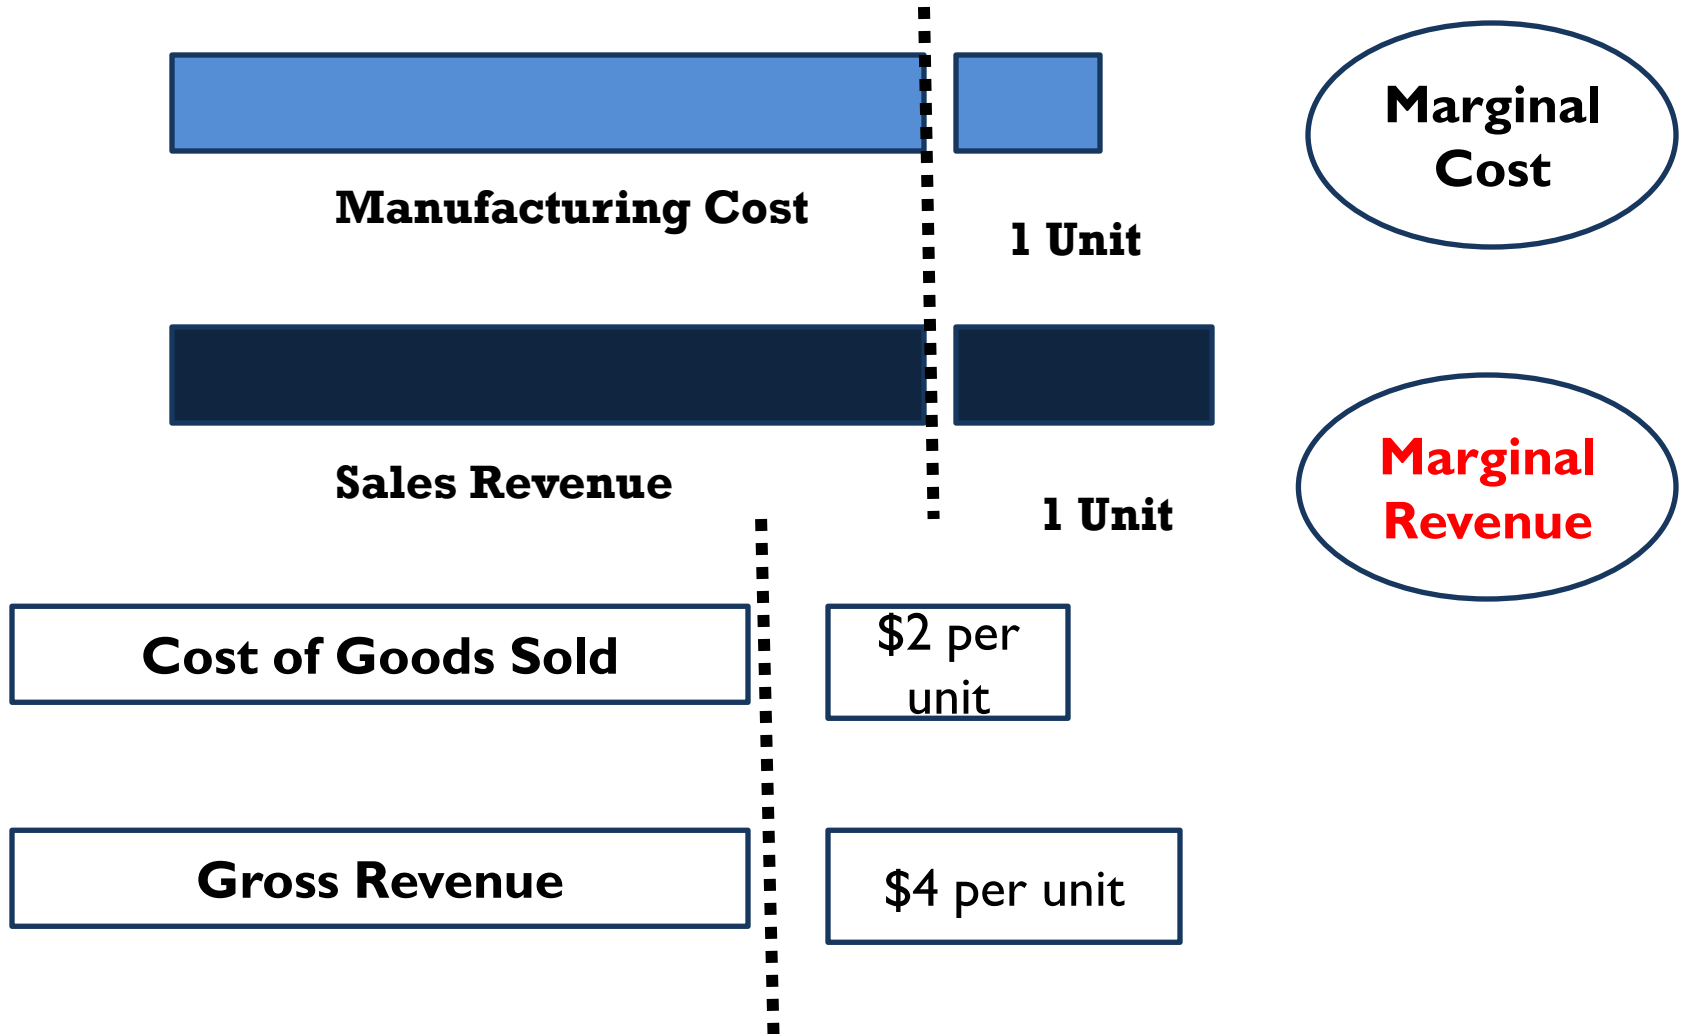 Marginal
Cost
Manufacturing Cost
1 Unit
Marginal
Revenue
Sales Revenue
1 Unit
Cost of Goods Sold
$2 per
unit
Gross Revenue
$4 per unit